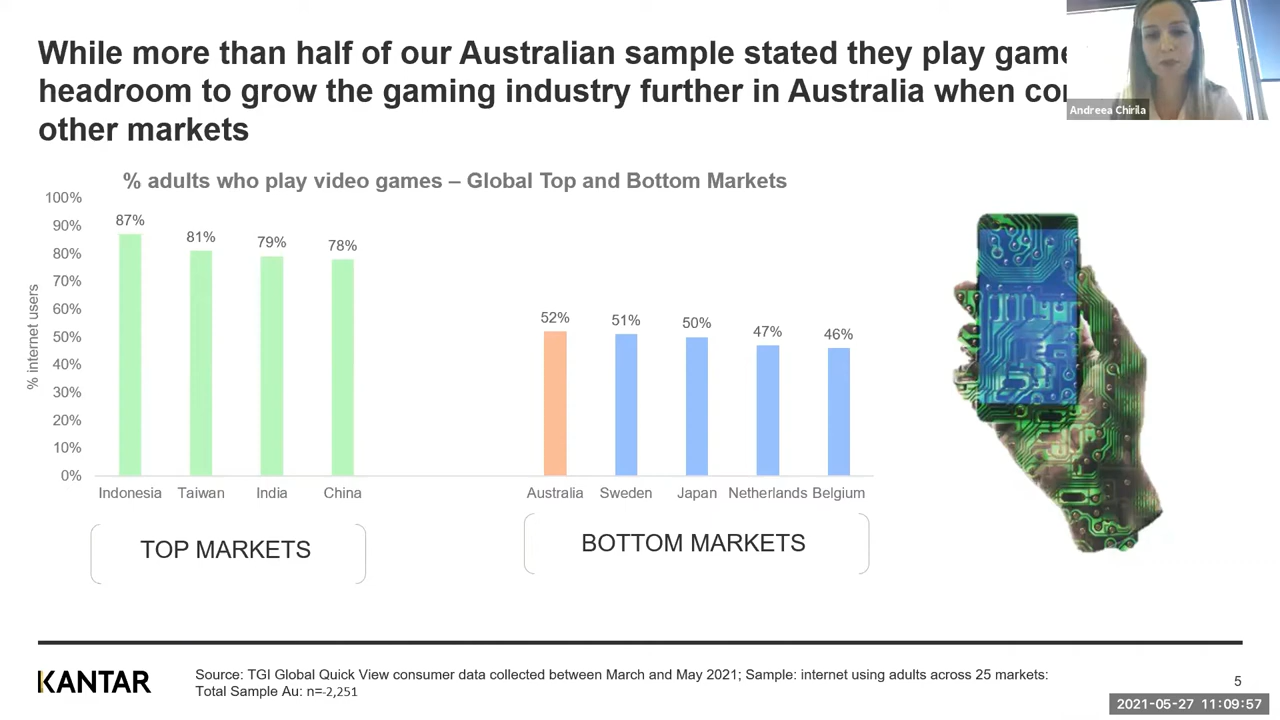 While more than half of our Australian sample stated they play game
headroom to grow the gaming industry further in Australia when
other markets
Andreea Chirila
% adults who play video games – Global Top and Bottom Markets
% internet users
100%
90%
80%
70%
60%
50%
40%
30%
20%
10%
0%
87%
81%
79%
78%
52%
51%
50%
47%
46%
Indonesia Taiwan India China Australia Sweden Japan Netherlands Belgium
TOP MARKETS
BOTTOM MARKETS
KANTAR
Source: TGI Global Quick View consumer data collected between March and May 2021; Sample: internet using adults across 25 markets:
Total Sample Au: n=-2,251
5
2021-05-27 11:09:57